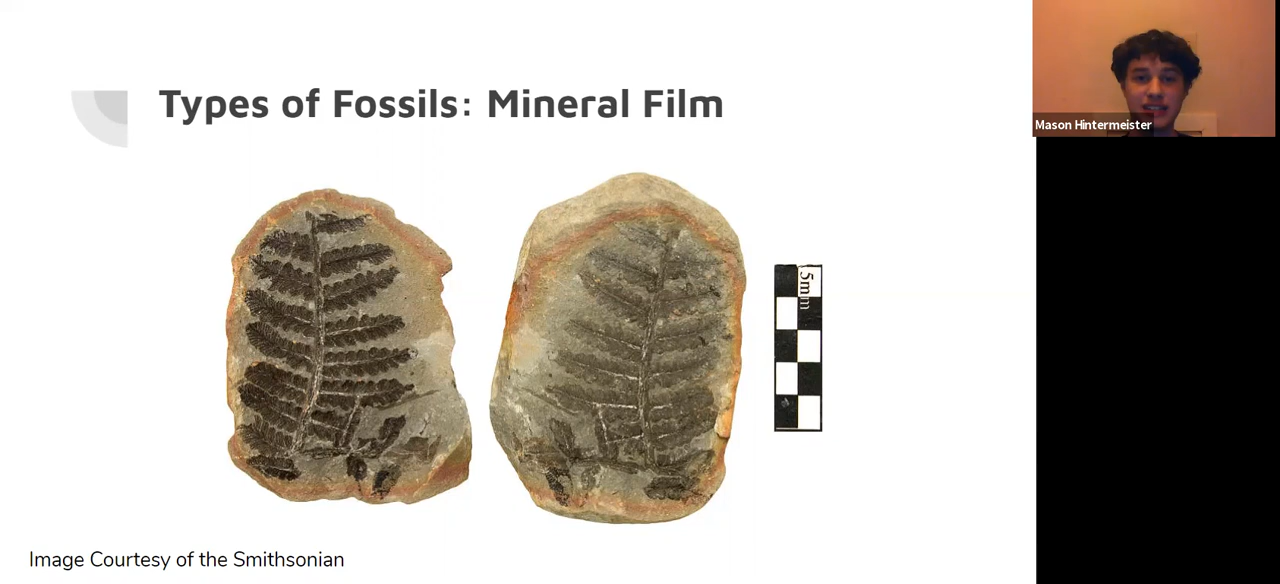 Types of Fossils: Mineral Film
Mason Hintermeister
5mm
Image Courtesy of the Smithsonian